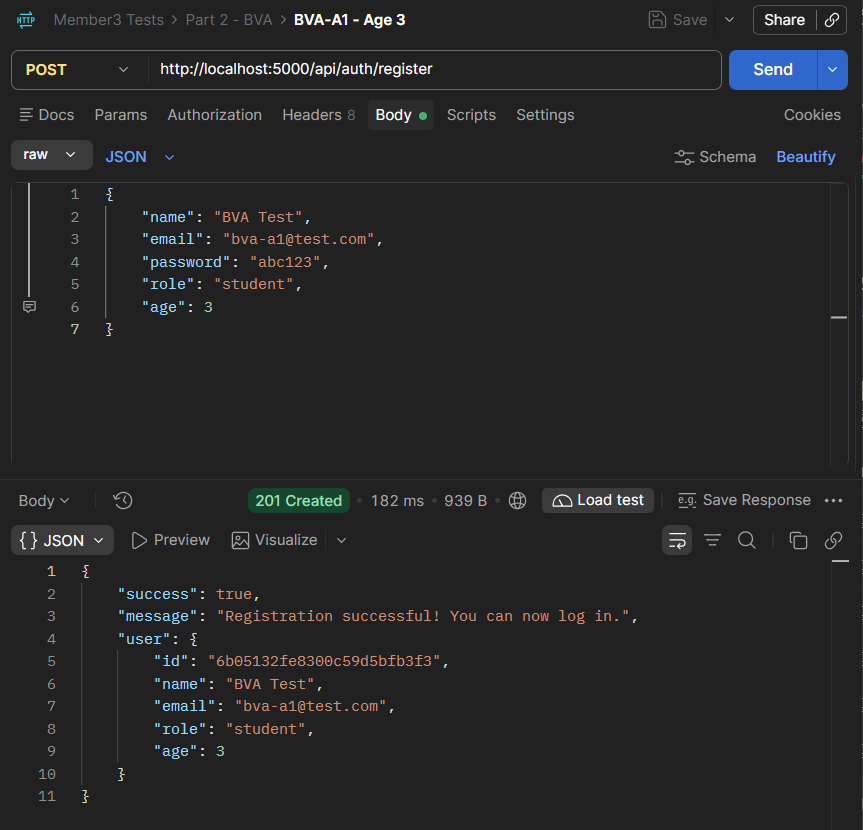 HTTP Member3 Tests > Part 2 - BVA > BVA-A1 - Age 3 Save Share
POST http://localhost:5000/api/auth/register Send
Docs Params Authorization Headers 8 Body Scripts Settings Cookies
raw JSON Schema Beautify
1 {
2 "name": "BVA Test",
3 "email": "bva-a1@test.com",
4 "password": "abc123",
5 "role": "student",
6 "age": 3
7 }
Body 201 Created • 182 ms • 939 B • Load test e.g. Save Response
{} JSON Preview Visualize
1 {
2 "success": true,
3 "message": "Registration successful! You can now log in.",
4 "user": {
5 "id": "6b05132fe8300c59d5bfb3f3",
6 "name": "BVA Test",
7 "email": "bva-a1@test.com",
8 "role": "student",
9 "age": 3
10 }
11 }